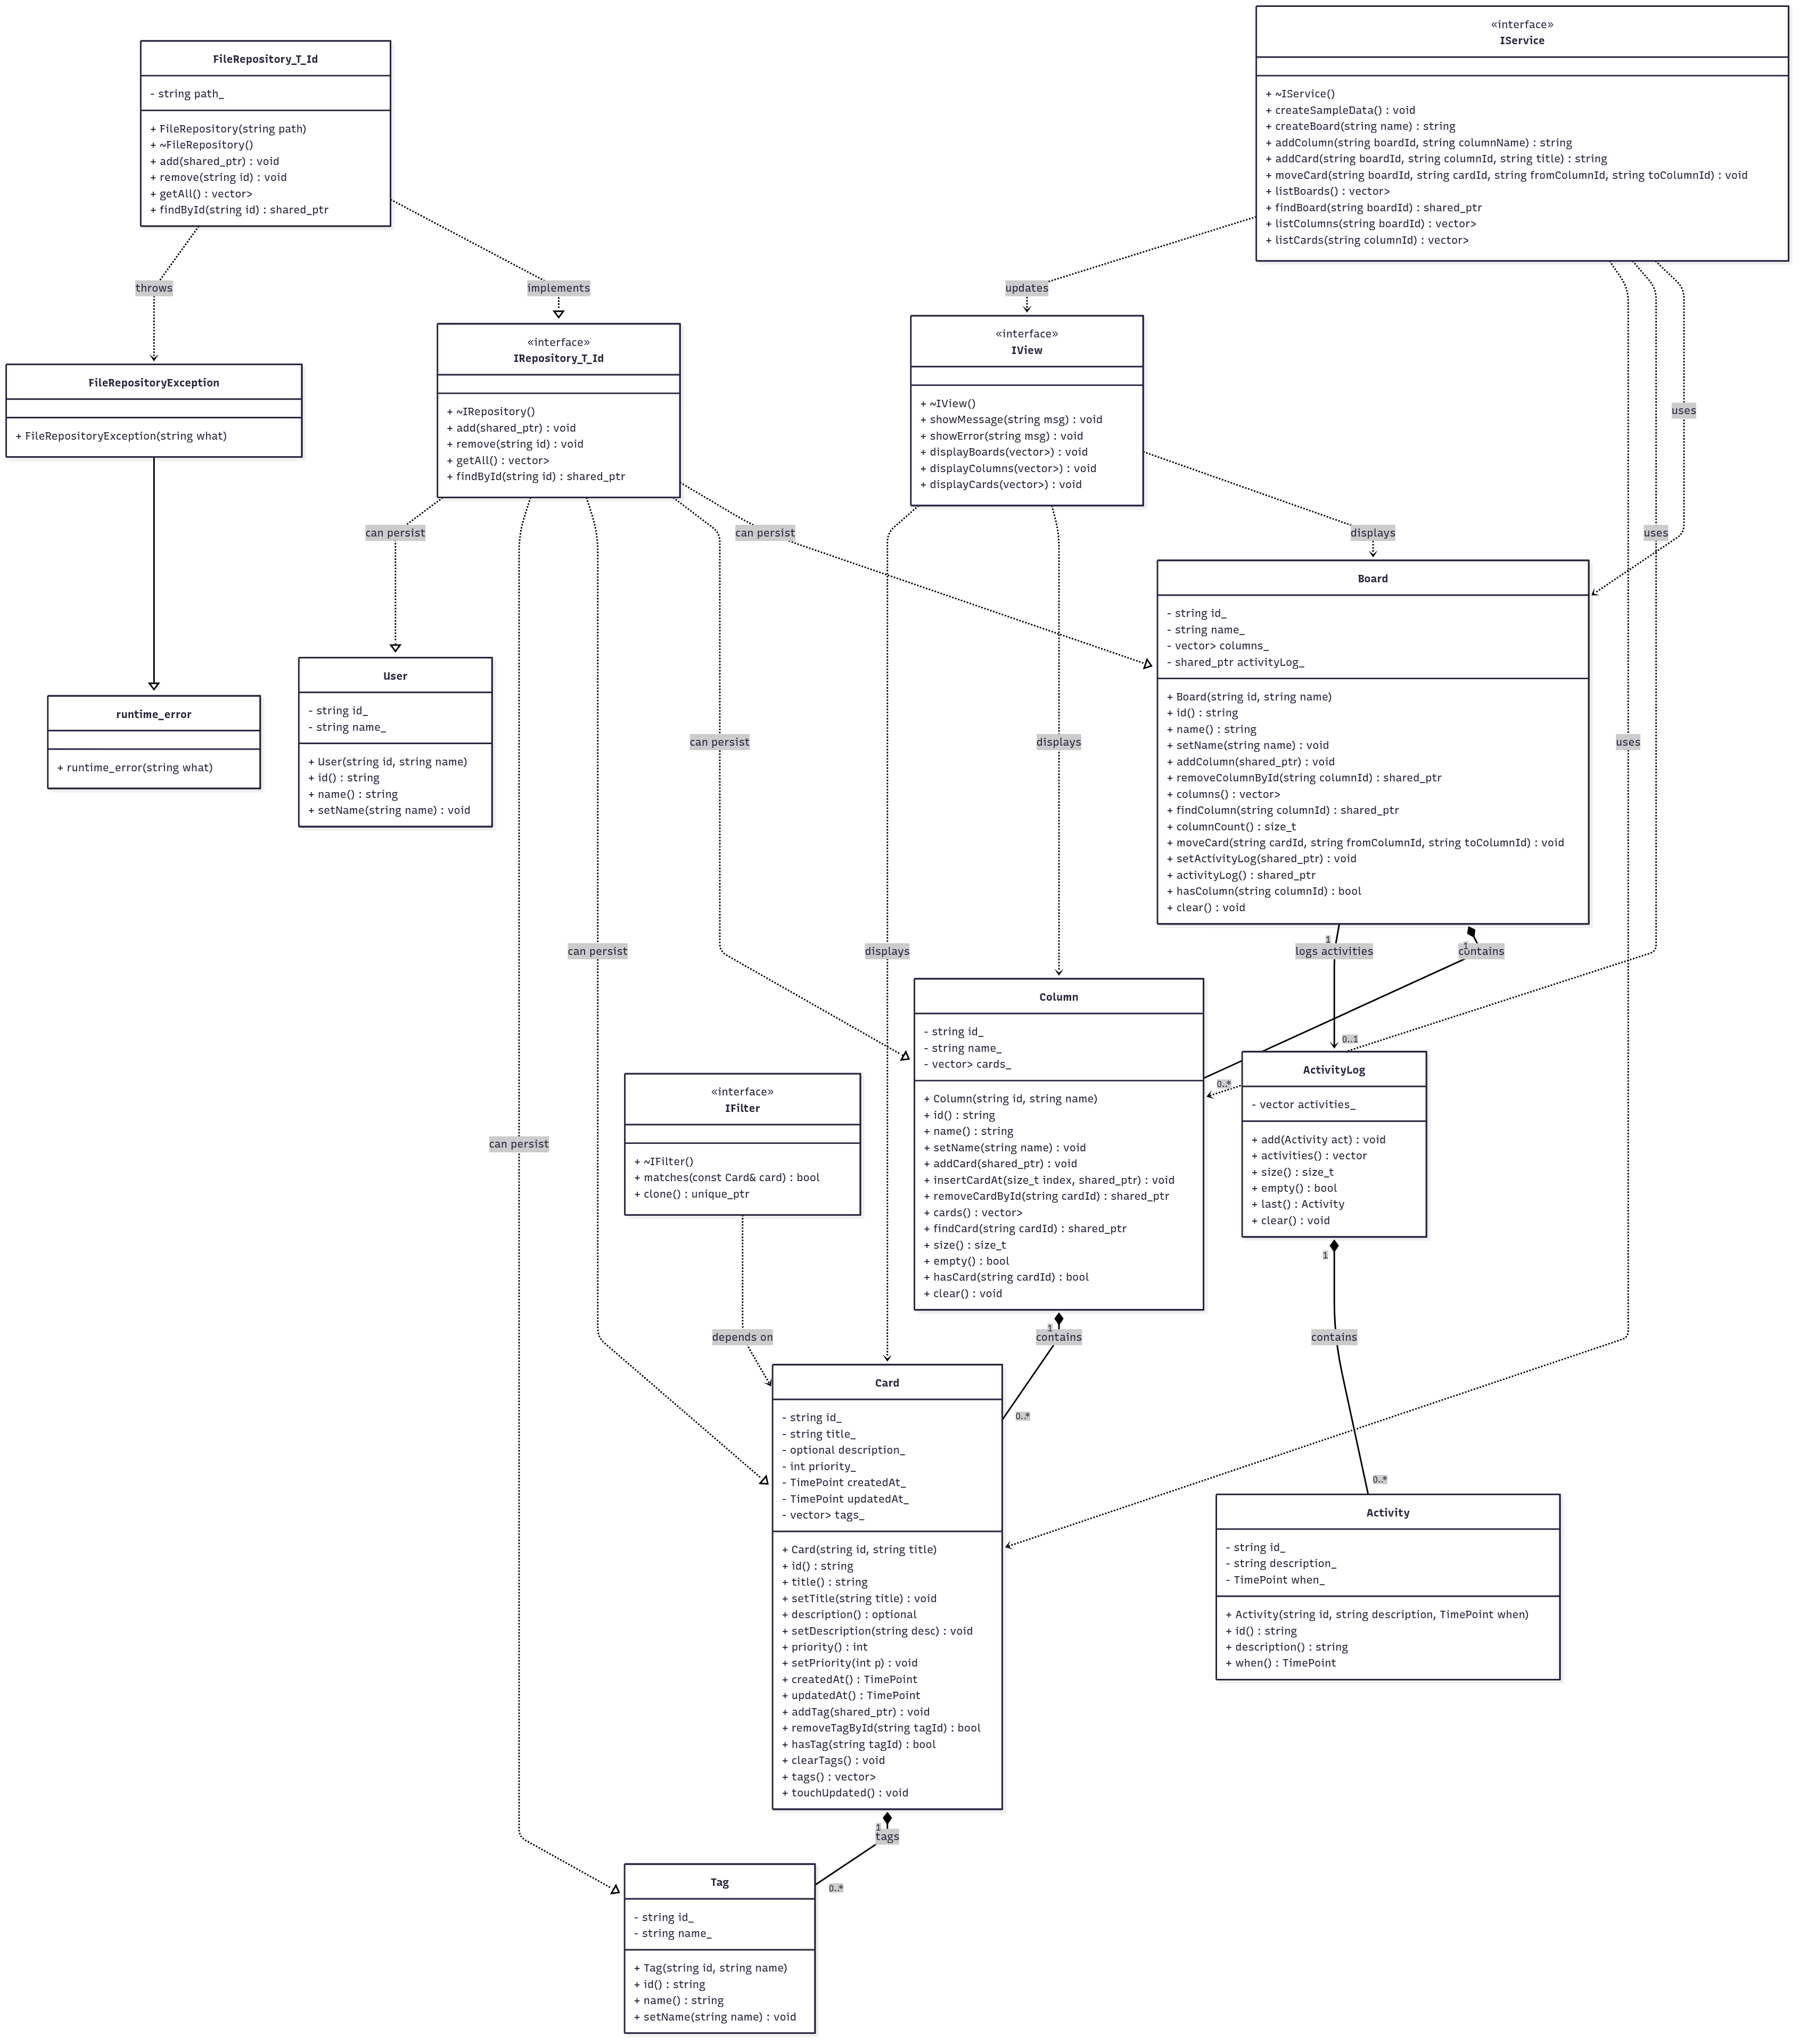 FileRepository_T_Id
- string path_
+ FileRepository(string path)
+ ~FileRepository()
+ add(shared_ptr) : void
+ remove(string id) : void
+ getAll() : vector>
+ findById(string id) : shared_ptr
«interface»
IService
+ ~IService()
+ createSampleData() : void
+ createBoard(string name) : string
+ addColumn(string boardId, string columnName) : string
+ addCard(string boardId, string columnId, string title) : string
+ moveCard(string boardId, string cardId, string fromColumnId, string toColumnId) : void
+ listBoards() : vector>
+ findBoard(string boardId) : shared_ptr
+ listColumns(string boardId) : vector>
+ listCards(string columnId) : vector>
throws
implements
updates
FileRepositoryException
+ FileRepositoryException(string what)
«interface»
IRepository_T_Id
+ ~IRepository()
+ add(shared_ptr) : void
+ remove(string id) : void
+ getAll() : vector>
+ findById(string id) : shared_ptr
«interface»
IView
+ ~IView()
+ showMessage(string msg) : void
+ showError(string msg) : void
+ displayBoards(vector>) : void
+ displayColumns(vector>) : void
+ displayCards(vector>) : void
uses
can persist
can persist
displays
uses
runtime_error
+ runtime_error(string what)
User
- string id_
- string name_
+ User(string id, string name)
+ id() : string
+ name() : string
+ setName(string name) : void
can persist
displays
Board
- string id_
- string name_
- vector> columns_
- shared_ptr activityLog_
+ Board(string id, string name)
+ id() : string
+ name() : string
+ setName(string name) : void
+ addColumn(shared_ptr) : void
+ removeColumnById(string columnId) : shared_ptr
+ columns() : vector>
+ findColumn(string columnId) : shared_ptr
+ columnCount() : size_t
+ moveCard(string cardId, string fromColumnId, string toColumnId) : void
+ setActivityLog(shared_ptr) : void
+ activityLog() : shared_ptr
+ hasColumn(string columnId) : bool
+ clear() : void
uses
can persist
displays
1
logs activities
1
contains
0..1
0..*
can persist
«interface»
IFilter
+ ~IFilter()
+ matches(const Card& card) : bool
+ clone() : unique_ptr
Column
- string id_
- string name_
- vector> cards_
+ Column(string id, string name)
+ id() : string
+ name() : string
+ setName(string name) : void
+ addCard(shared_ptr) : void
+ insertCardAt(size_t index, shared_ptr) : void
+ removeCardById(string cardId) : shared_ptr
+ cards() : vector>
+ findCard(string cardId) : shared_ptr
+ size() : size_t
+ empty() : bool
+ hasCard(string cardId) : bool
+ clear() : void
ActivityLog
- vector activities_
+ add(Activity act) : void
+ activities() : vector
+ size() : size_t
+ empty() : bool
+ last() : Activity
+ clear() : void
1
depends on
1
contains
contains
0..*
0..*
Card
- string id_
- string title_
- optional description_
- int priority_
- TimePoint createdAt_
- TimePoint updatedAt_
- vector> tags_
+ Card(string id, string title)
+ id() : string
+ title() : string
+ setTitle(string title) : void
+ description() : optional
+ setDescription(string desc) : void
+ priority() : int
+ setPriority(int p) : void
+ createdAt() : TimePoint
+ updatedAt() : TimePoint
+ addTag(shared_ptr) : void
+ removeTagById(string tagId) : bool
+ hasTag(string tagId) : bool
+ clearTags() : void
+ tags() : vector>
+ touchUpdated() : void
Activity
- string id_
- string description_
- TimePoint when_
+ Activity(string id, string description, TimePoint when)
+ id() : string
+ description() : string
+ when() : TimePoint
1
tags
0..*
Tag
- string id_
- string name_
+ Tag(string id, string name)
+ id() : string
+ name() : string
+ setName(string name) : void